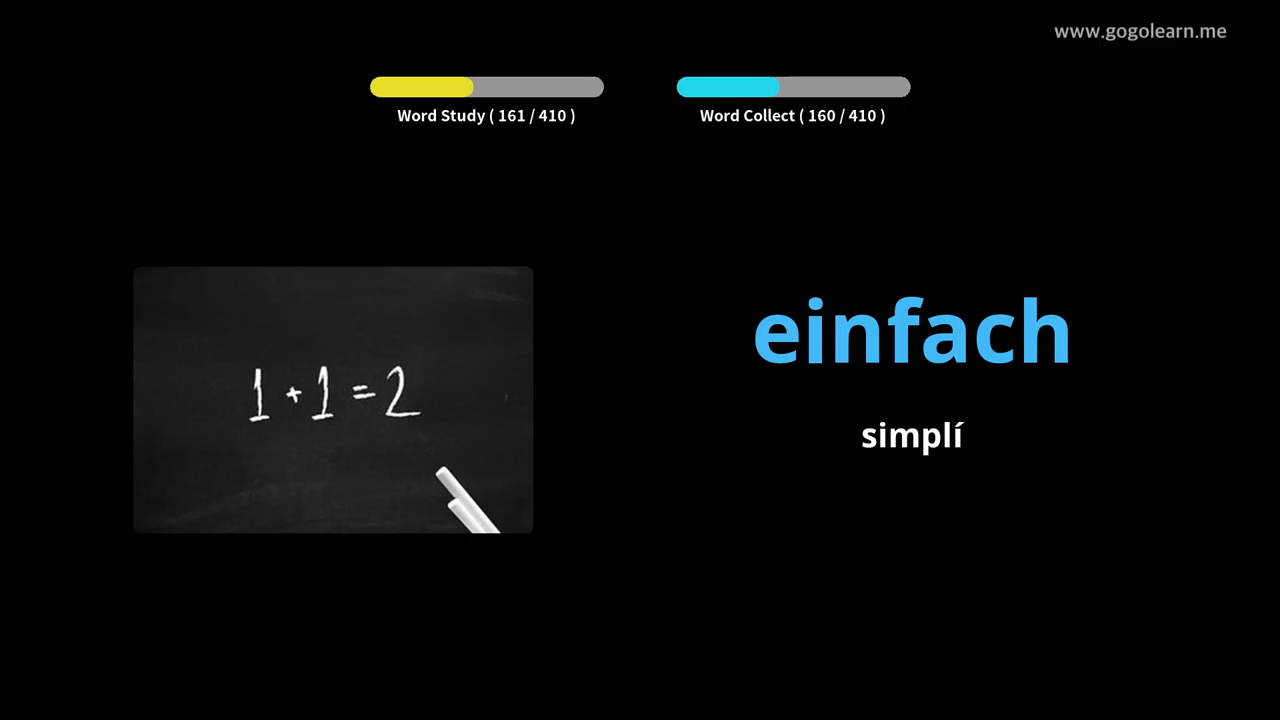 www.gogolearn.me
Word Study ( 161 / 410 )
Word Collect ( 160 / 410 )
1 + 1 = 2
einfach
simplí